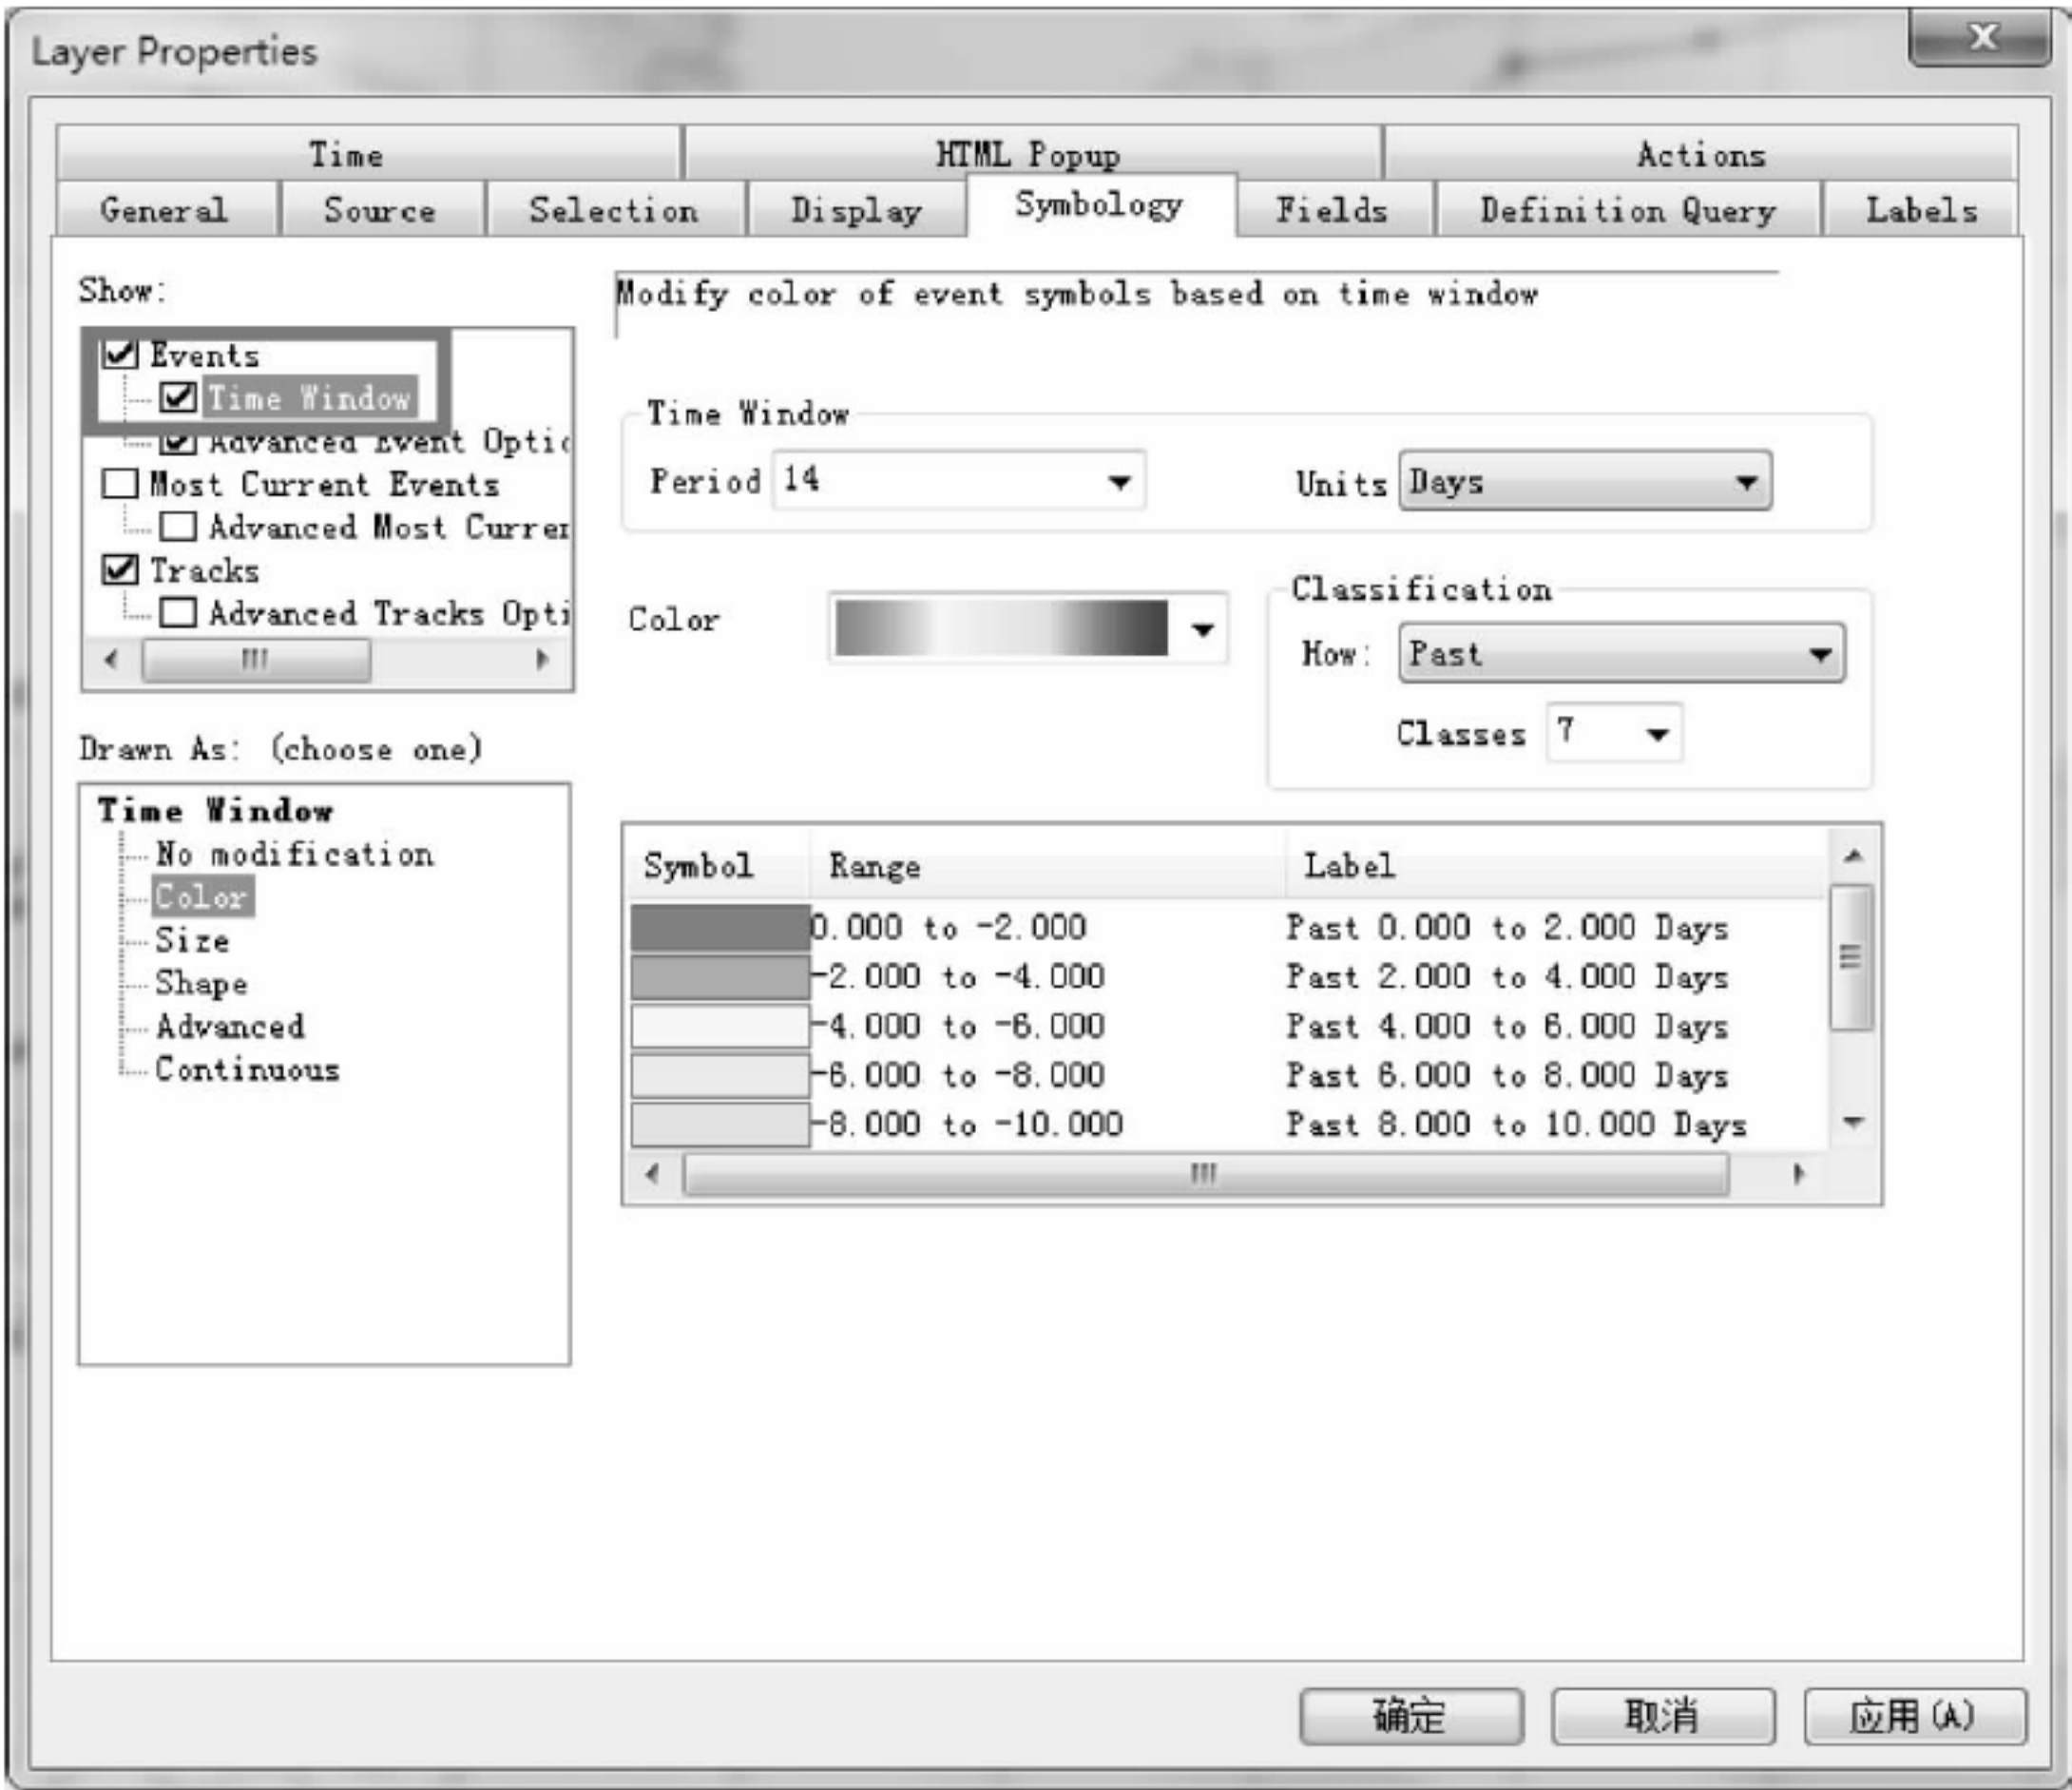 Layer Properties
Time HTML Popup Actions
General Source Selection Display Symbology Fields Definition Query Labels
Show:
Events
Time Window
Advanced Event Optio
Most Current Events
Advanced Most Curren
Tracks
Advanced Tracks Opti
Drawn As: (choose one)
Time Window
No modification
Color
Size
Shape
Advanced
Continuous
Modify color of event symbols based on time window
Time Window
Period 14 Units Days
Color
Classification
How: Past
Classes 7
Symbol Range Label
0.000 to -2.000 Past 0.000 to 2.000 Days
-2.000 to -4.000 Past 2.000 to 4.000 Days
-4.000 to -6.000 Past 4.000 to 6.000 Days
-6.000 to -8.000 Past 6.000 to 8.000 Days
-8.000 to -10.000 Past 8.000 to 10.000 Days
确定 取消 应用(A)